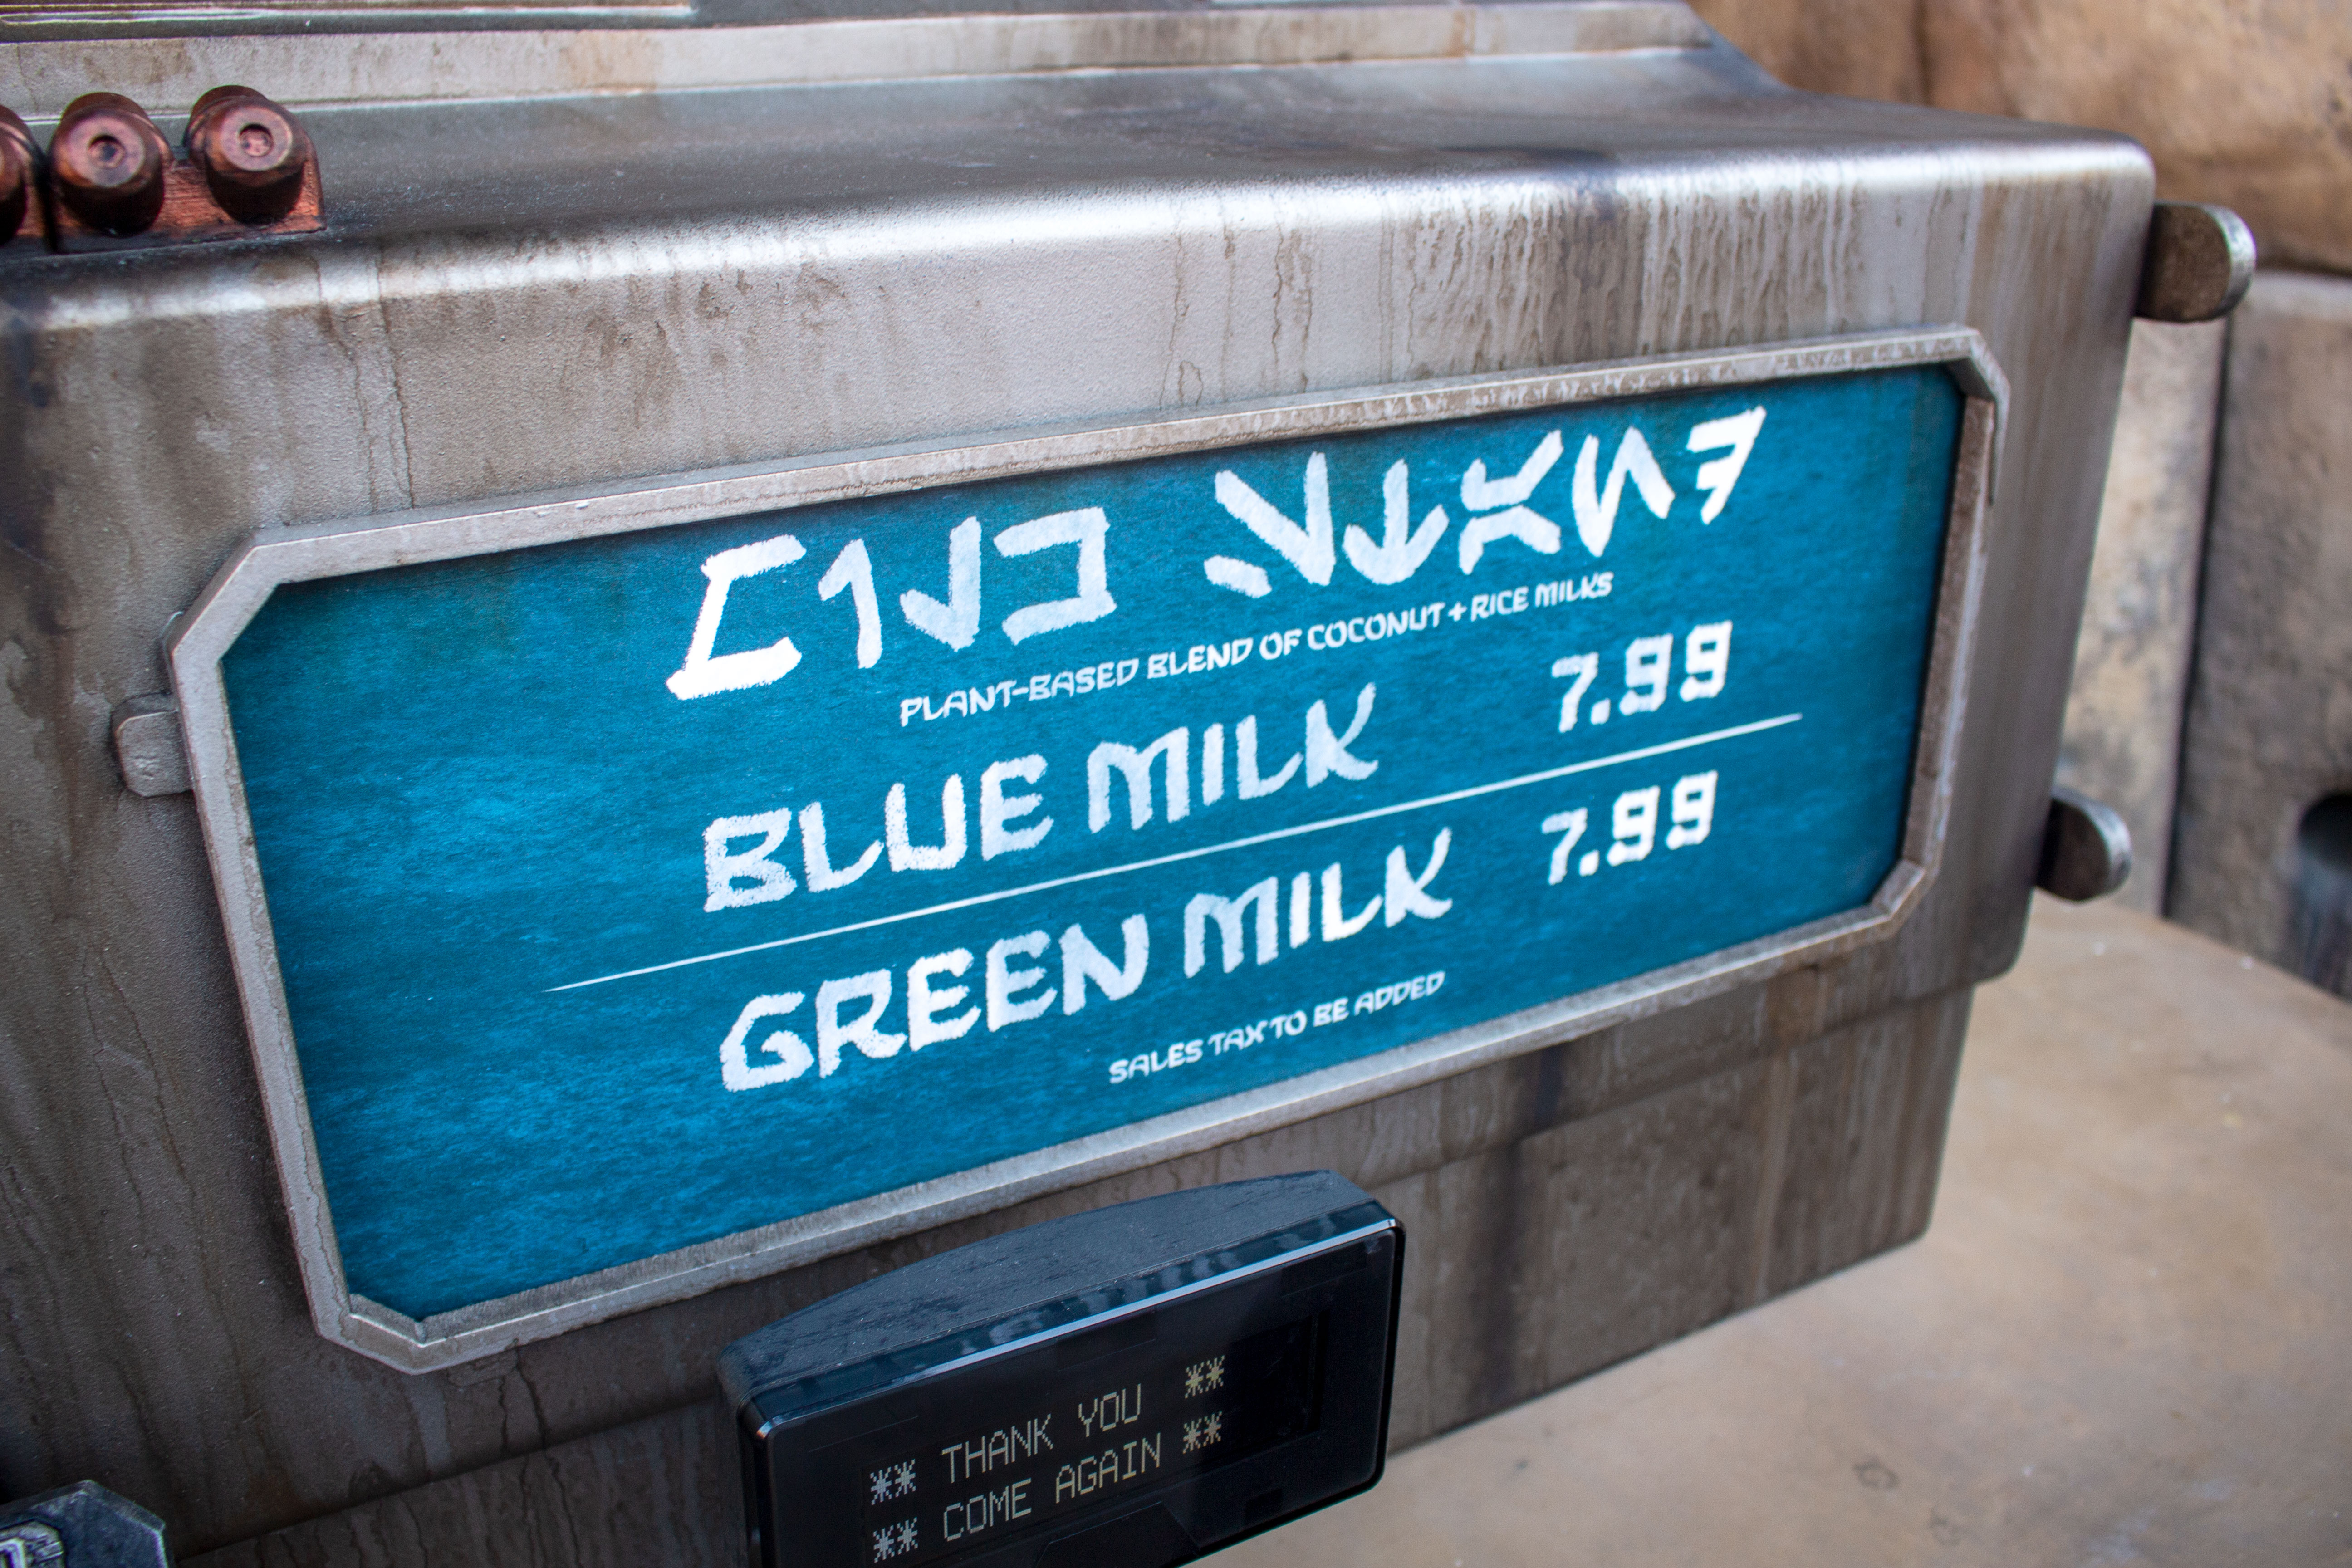 PLANT-BASED BLEND OF COCONUT + RICE MILKS
BLUE MILK 7.99
GREEN MILK 7.99
SALES TAX TO BE ADDED
** THANK YOU **
** COME AGAIN **